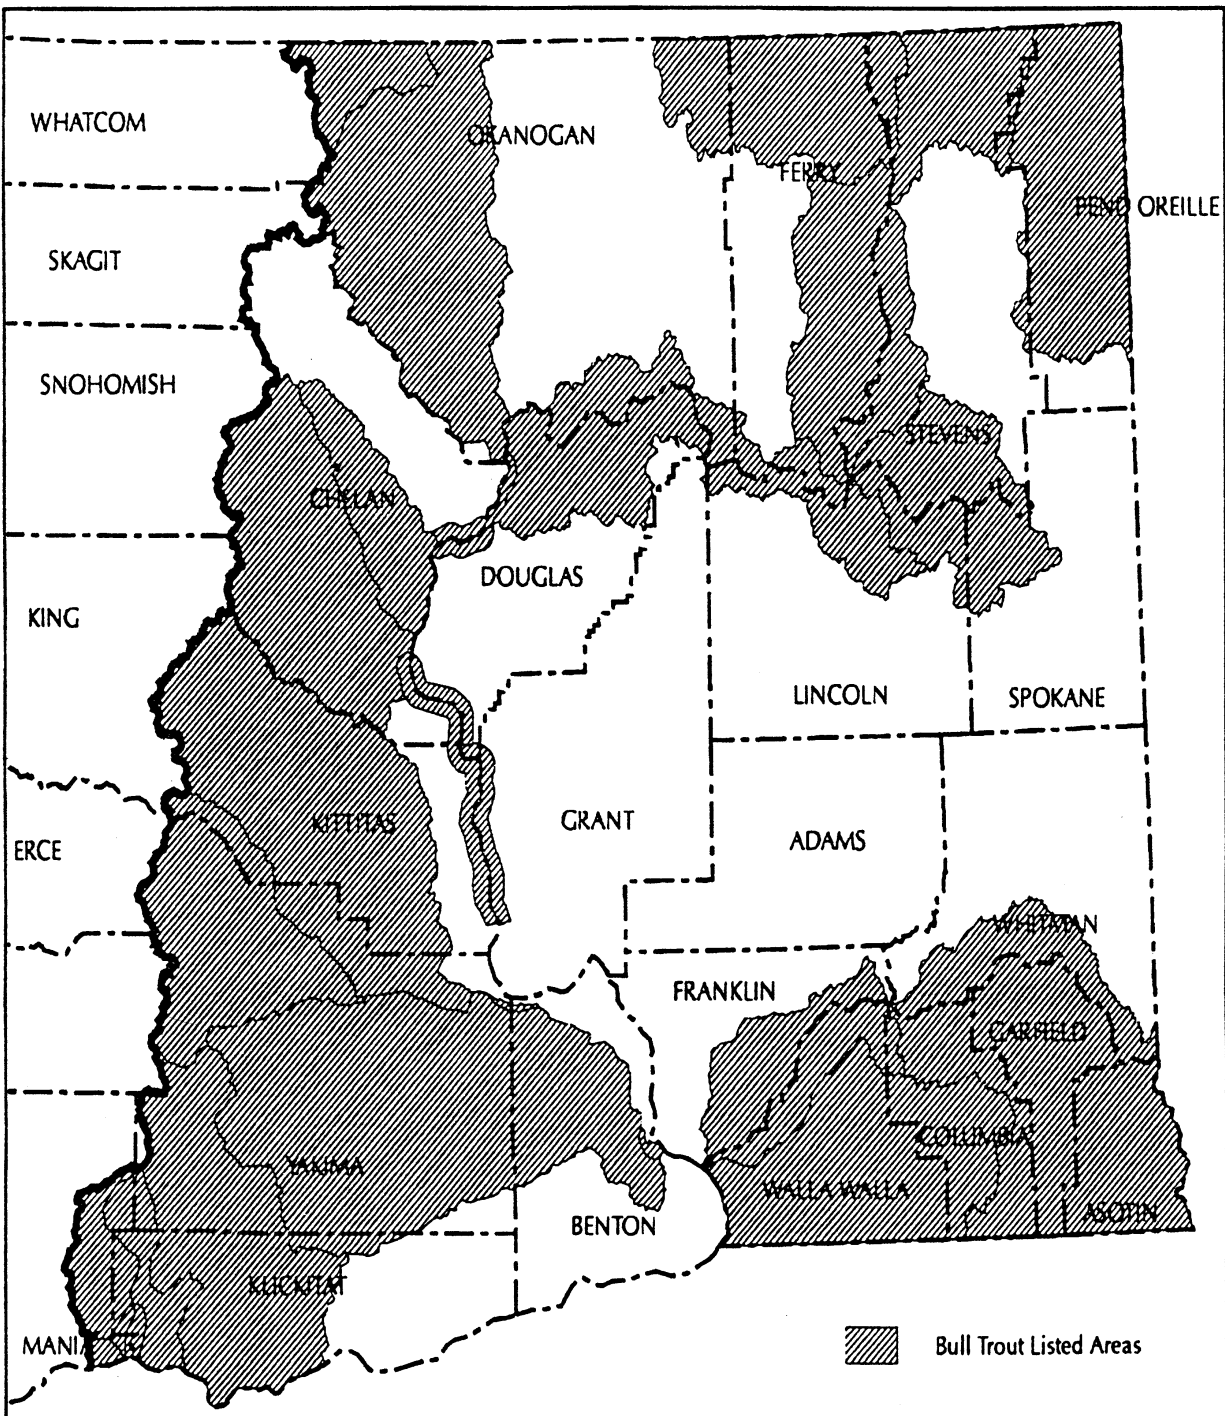 WHATCOM
OKANOGAN
FERRY
PEND OREILLE
SKAGIT
SNOHOMISH
STEVENS
CHELAN
DOUGLAS
KING
LINCOLN
SPOKANE
KITTITAS
GRANT
ADAMS
ERCE
WHITMAN
FRANKLIN
GARFIELD
COLUMBIA
YAKIMA
WALLA WALLA
ASOTIN
BENTON
KLICKITAT
MANIA
Bull Trout Listed Areas